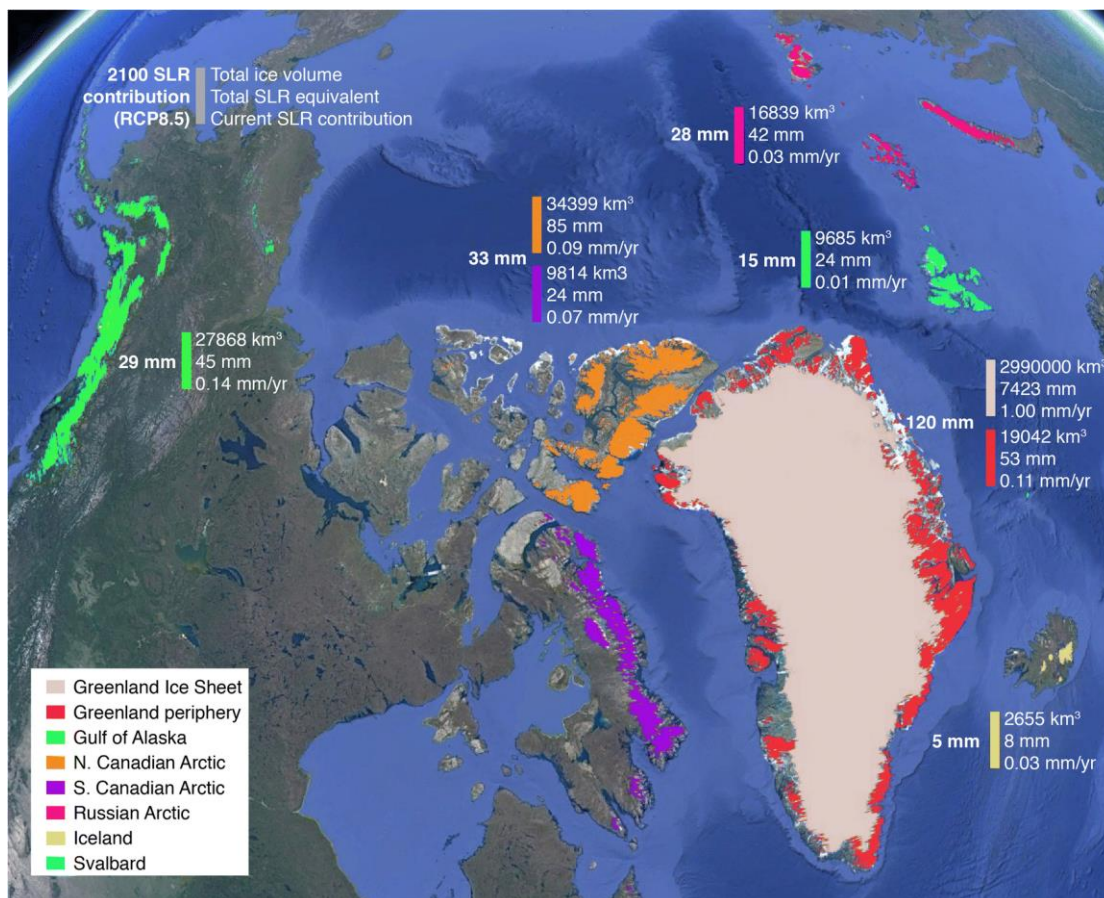 2100 SLR contribution (RCP8.5)
Total ice volume
Total SLR equivalent
Current SLR contribution
28 mm
16839 km³
42 mm
0.03 mm/yr
33 mm
34399 km³
85 mm
0.09 mm/yr
9814 km3
24 mm
0.07 mm/yr
15 mm
9685 km³
24 mm
0.01 mm/yr
29 mm
27868 km³
45 mm
0.14 mm/yr
120 mm
2990000 km³
7423 mm
1.00 mm/yr
19042 km³
53 mm
0.11 mm/yr
5 mm
2655 km³
8 mm
0.03 mm/yr
Greenland Ice Sheet
Greenland periphery
Gulf of Alaska
N. Canadian Arctic
S. Canadian Arctic
Russian Arctic
Iceland
Svalbard